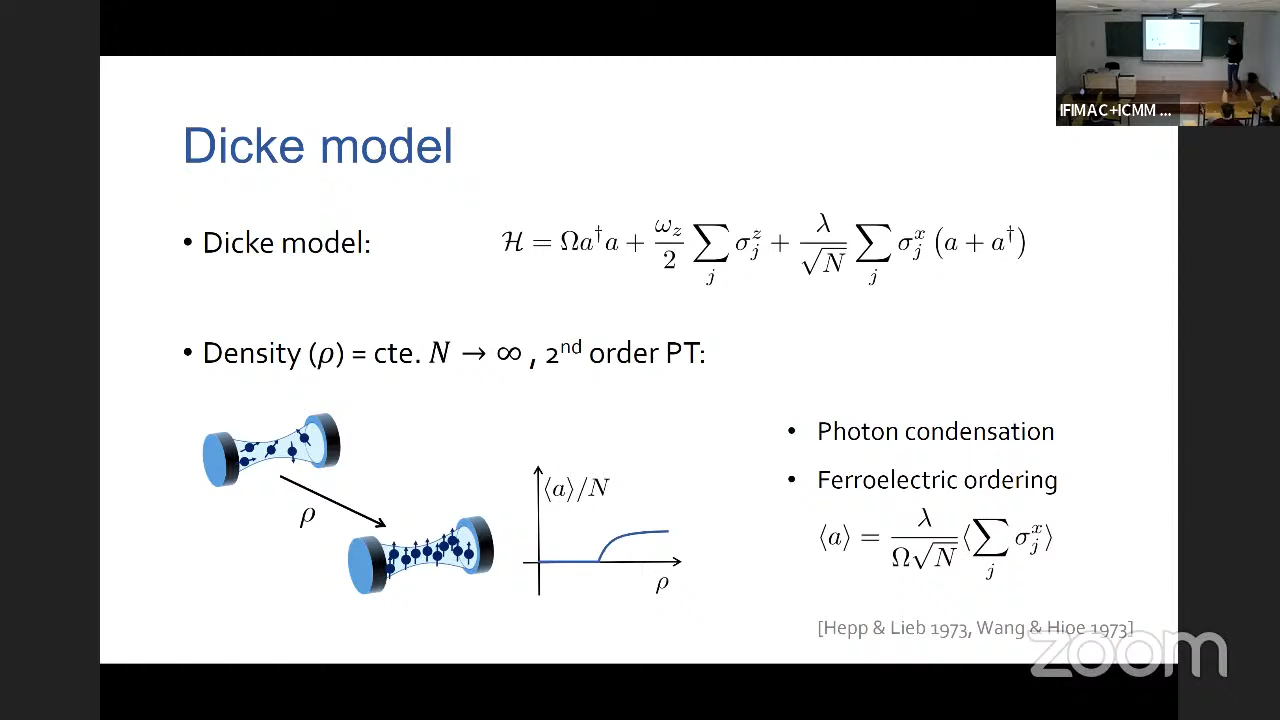 IFIMAC+ICMM ...
Dicke model
• Dicke model: ℋ = Ωa†a + ω_z/2 ∑_j σ_j^z + λ/√N ∑_j σ_j^x (a + a†)
• Density (ρ) = cte. N → ∞ , 2nd order PT:
• Photon condensation
• Ferroelectric ordering
⟨a⟩/N
ρ
⟨a⟩ = λ/(Ω√N) ⟨∑_j σ_j^x⟩
ρ
[Hepp & Lieb 1973, Wang & Hioe 1973]
zoom